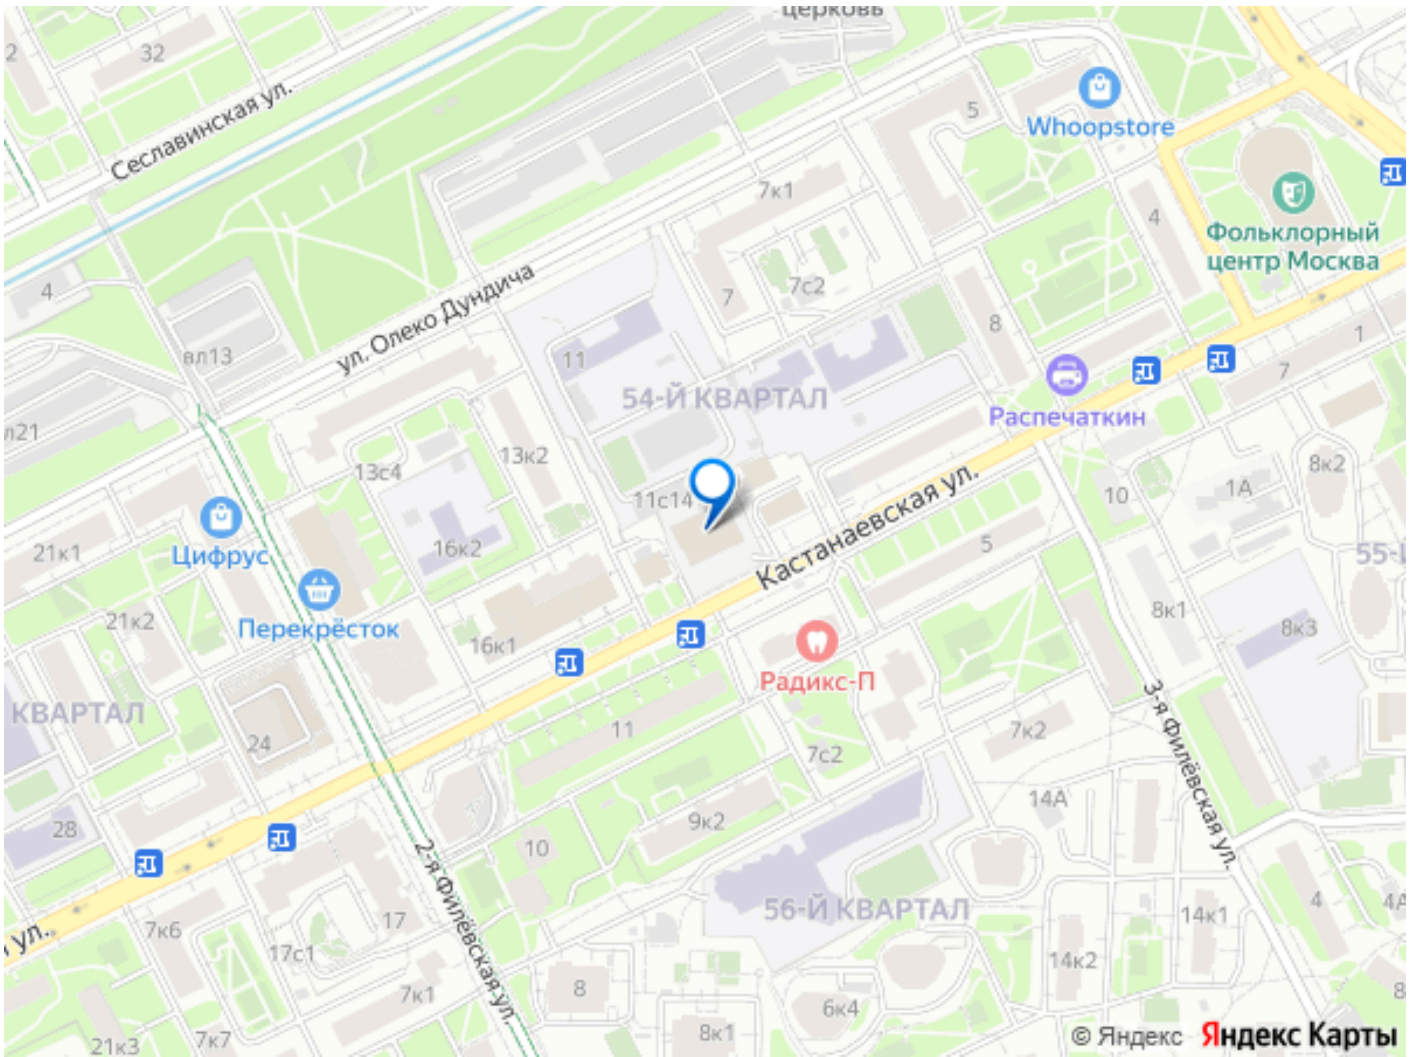 церковь
2
32
Сеславинская ул.
5
Whoopstore
7к1
4
Фольклорный
центр Москва
4
ул. Олеко Дундича
7
7с2
8
1
вл13
11
54-Й КВАРТАЛ
7
Распечаткин
л21
13с4
13к2
8к2
11с14
10
1А
Кастанаевская ул.
21к1
Цифрус
16к2
5
55-Й
Перекрёсток
21к2
16к1
8к1
8к3
Радикс-П
КВАРТАЛ
24
11
7с2
7к2
3-я Филёвская ул.
14А
28
9к2
10
2-я Филёвская ул.
56-Й КВАРТАЛ
4
4А
17
14к1
7к6
ул.
17с1
14к2
7к1
8
6к4
8
21к3
7к7
8к1
© Яндекс Яндекс Карты